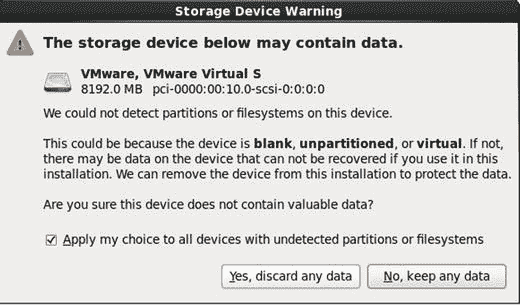 Storage Device Warning
The storage device below may contain data.
VMware, VMware Virtual S
8192.0 MB   pci-0000:00:10.0-scsi-0:0:0:0
We could not detect partitions or filesystems on this device.
This could be because the device is blank, unpartitioned, or virtual. If not,
there may be data on the device that can not be recovered if you use it in this
installation. We can remove the device from this installation to protect the data.
Are you sure this device does not contain valuable data?
Apply my choice to all devices with undetected partitions or filesystems
Yes, discard any data No, keep any data